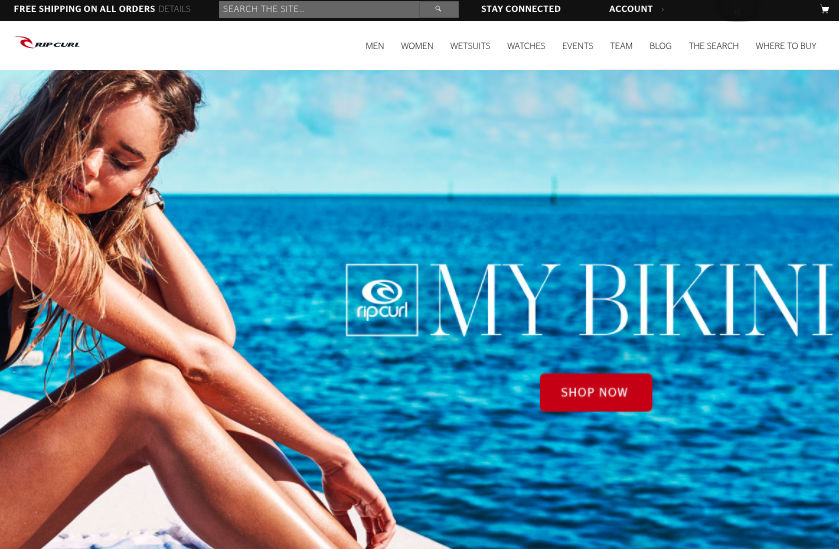 FREE SHIPPING ON ALL ORDERS DETAILS SEARCH THE SITE... STAY CONNECTED ACCOUNT
RIP CURL MEN WOMEN WETSUITS WATCHES EVENTS TEAM BLOG THE SEARCH WHERE TO BUY
ripcurl MY BIKINI
SHOP NOW